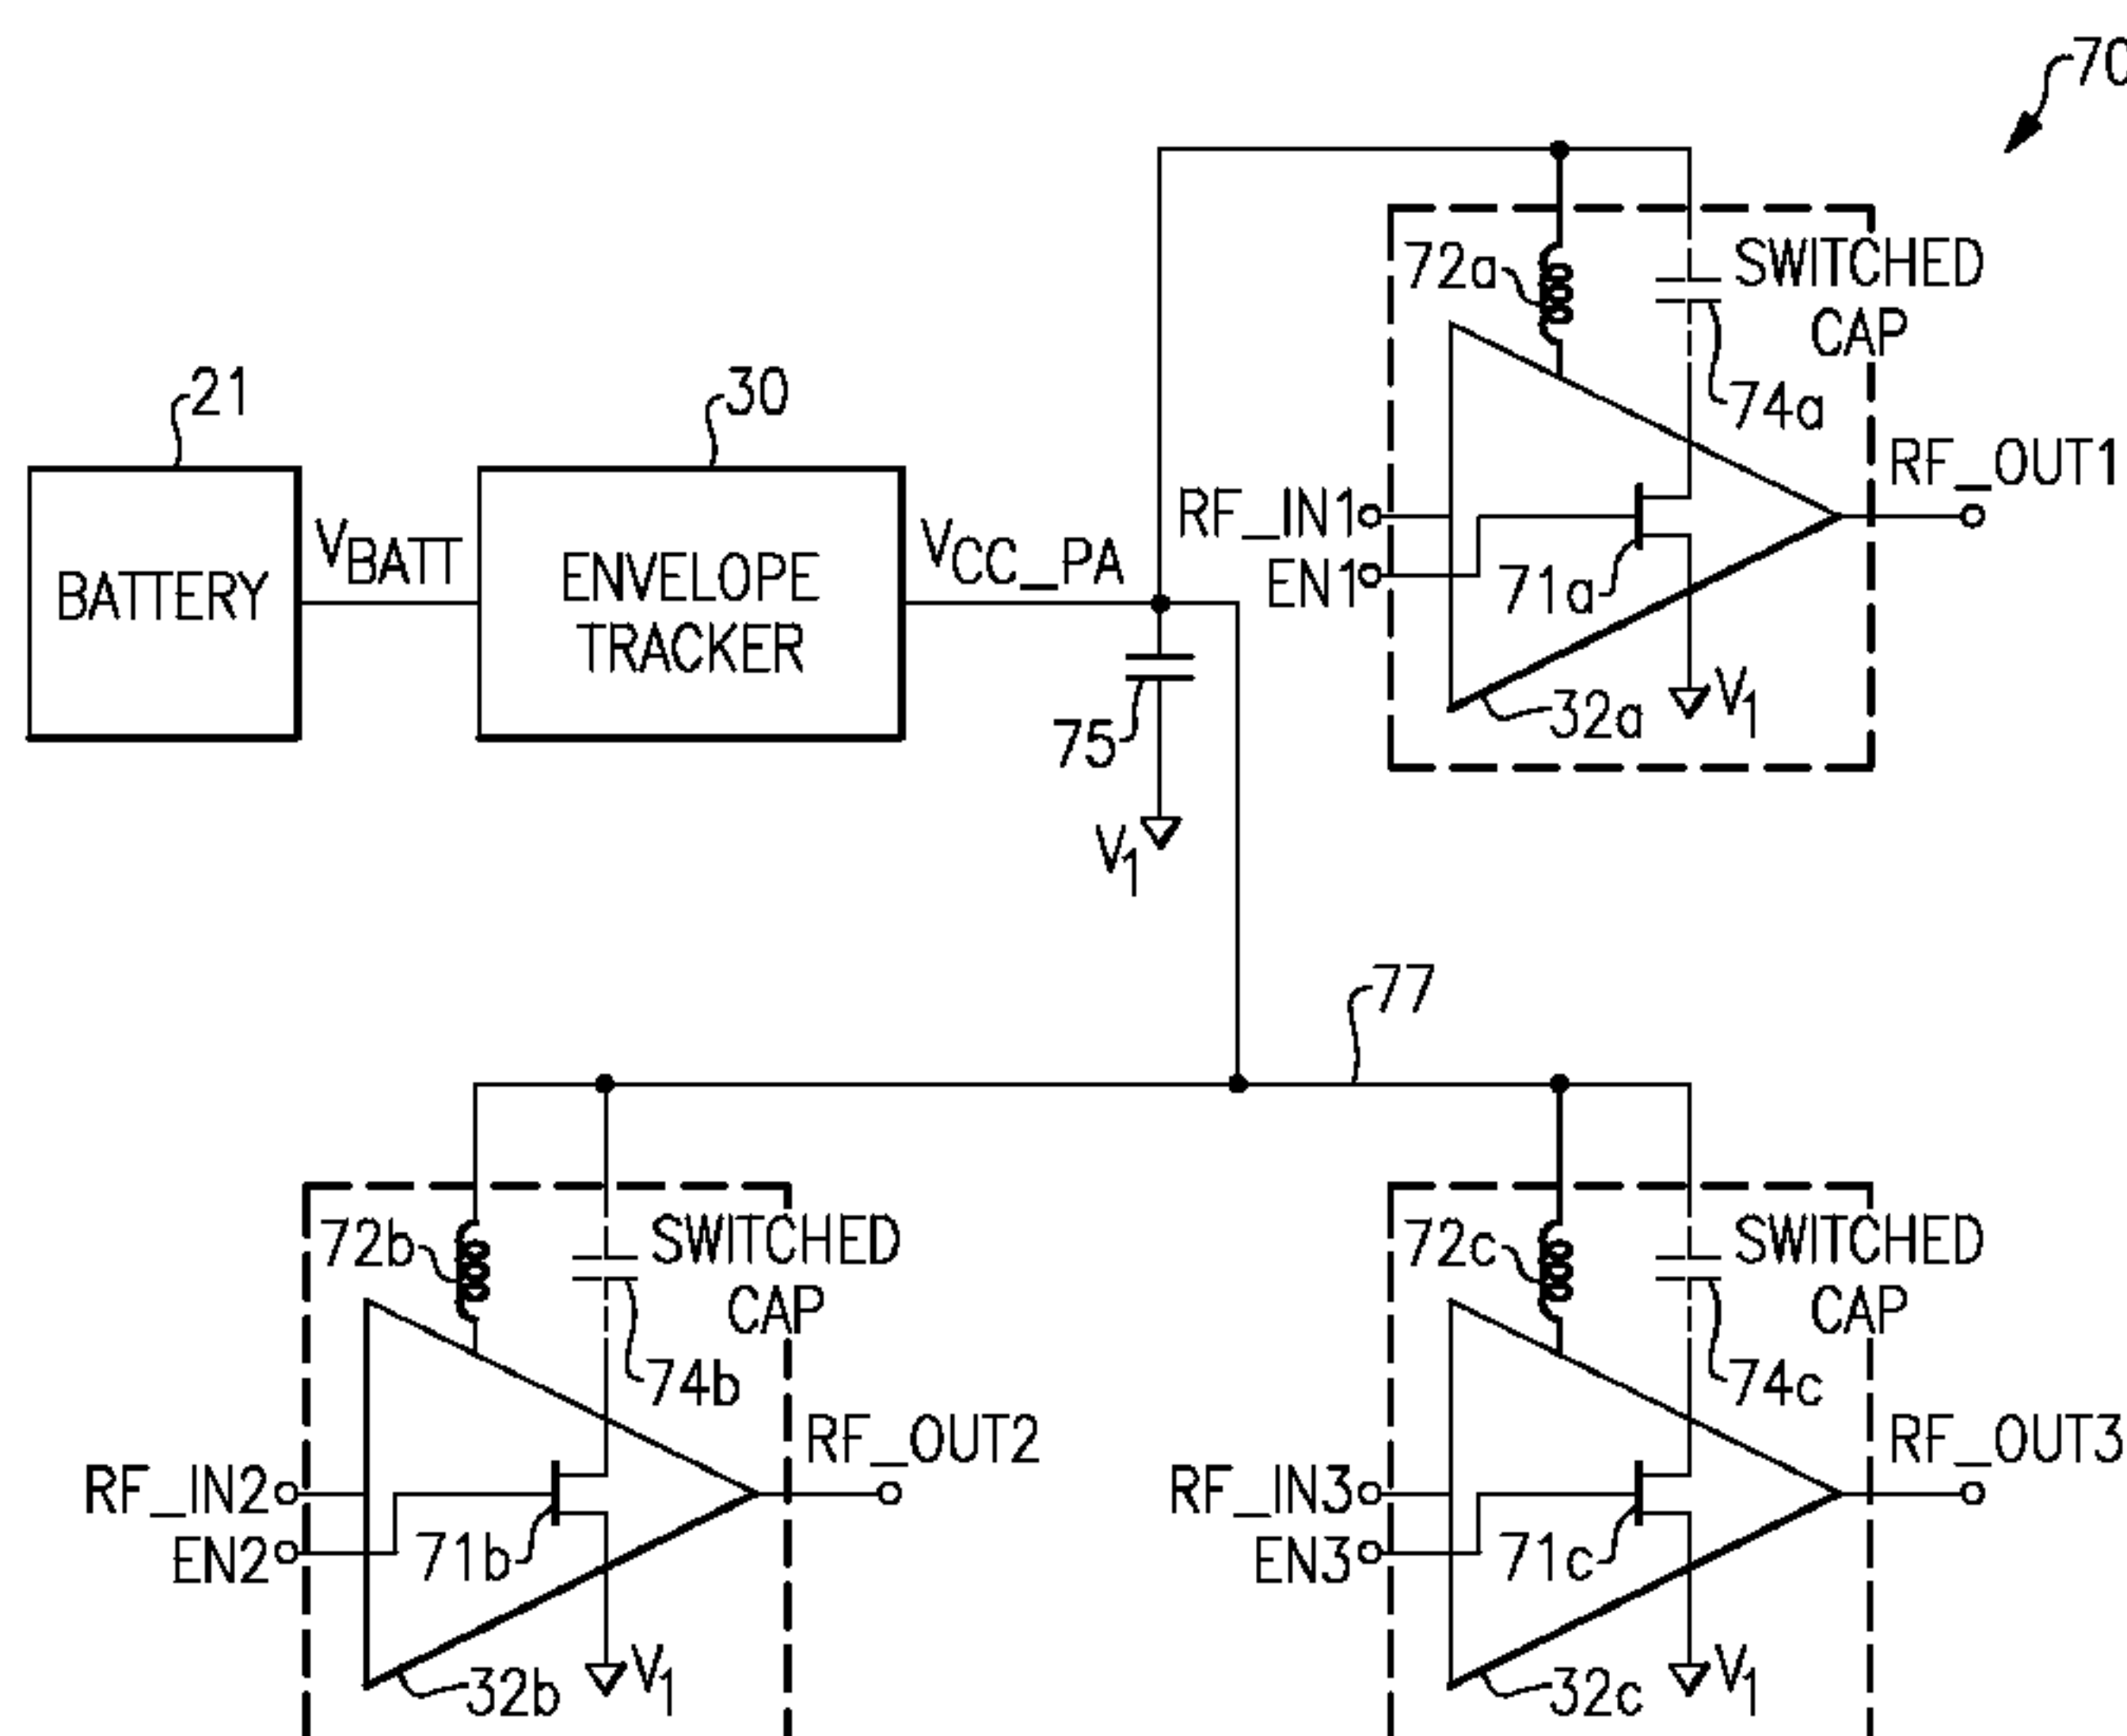 70
21
30
BATTERY
VBATT
ENVELOPE
TRACKER
VCC_PA
75
V1
72a
SWITCHED
CAP
74a
RF_IN1
EN1
71a
RF_OUT1
32a
V1
77
72b
SWITCHED
CAP
74b
RF_IN2
EN2
71b
RF_OUT2
32b
V1
72c
SWITCHED
CAP
74c
RF_IN3
EN3
71c
RF_OUT3
32c
V1